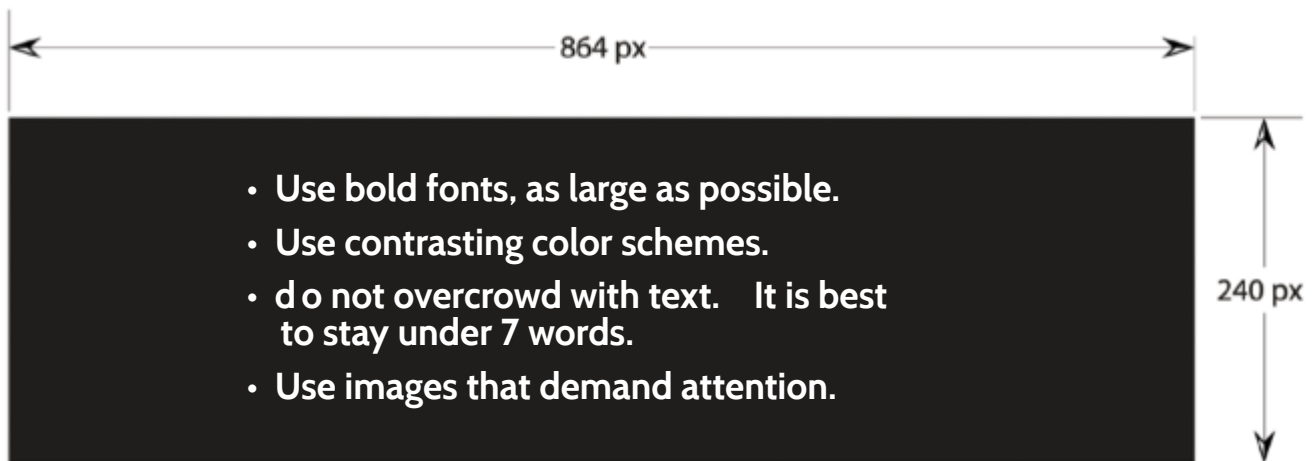 864 px
• Use bold fonts, as large as possible.
• Use contrasting color schemes.
• d o not overcrowd with text. It is best
to stay under 7 words.
• Use images that demand attention.
240 px